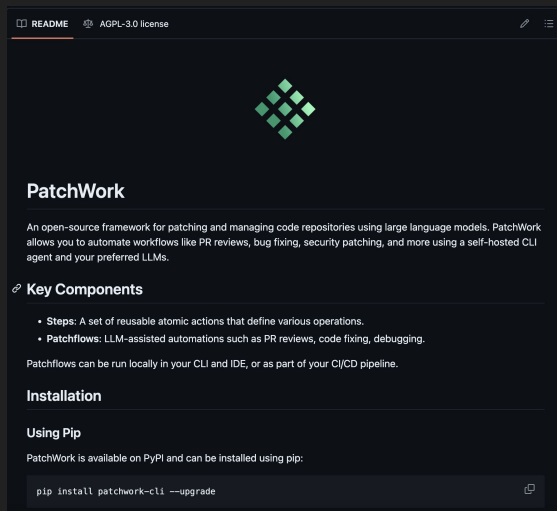 README
AGPL-3.0 license
PatchWork
An open-source framework for patching and managing code repositories using large language models. PatchWork
allows you to automate workflows like PR reviews, bug fixing, security patching, and more using a self-hosted CLI
agent and your preferred LLMs.
Key Components
• Steps: A set of reusable atomic actions that define various operations.
• Patchflows: LLM-assisted automations such as PR reviews, code fixing, debugging.
Patchflows can be run locally in your CLI and IDE, or as part of your CI/CD pipeline.
Installation
Using Pip
PatchWork is available on PyPI and can be installed using pip:
pip install patchwork-cli --upgrade